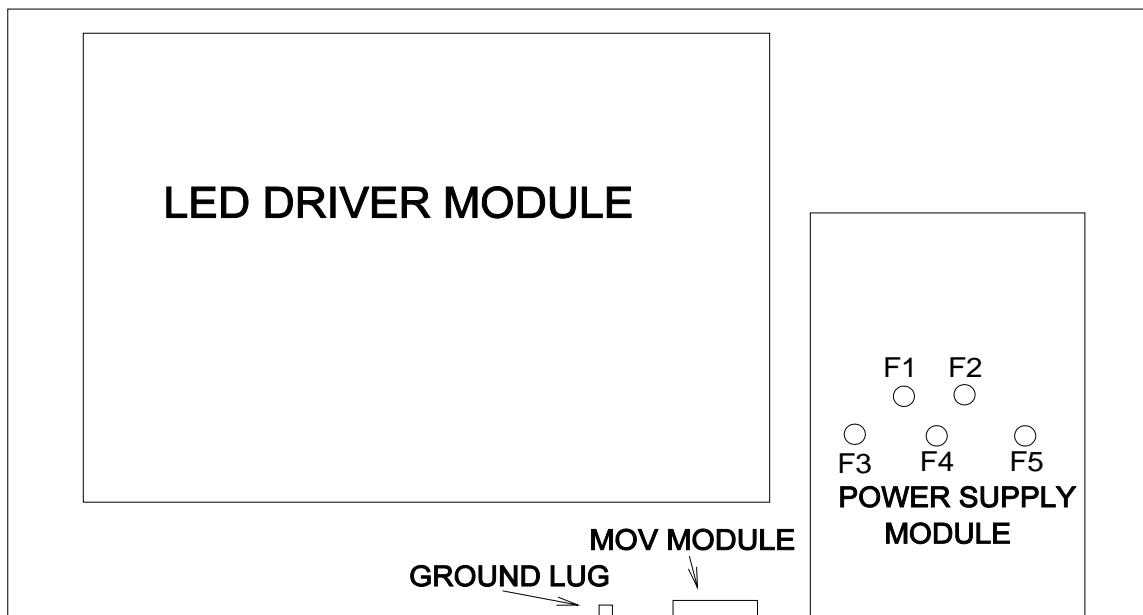 LED DRIVER MODULE
F1 F2
F3 F4 F5
POWER SUPPLY
MODULE
MOV MODULE
GROUND LUG